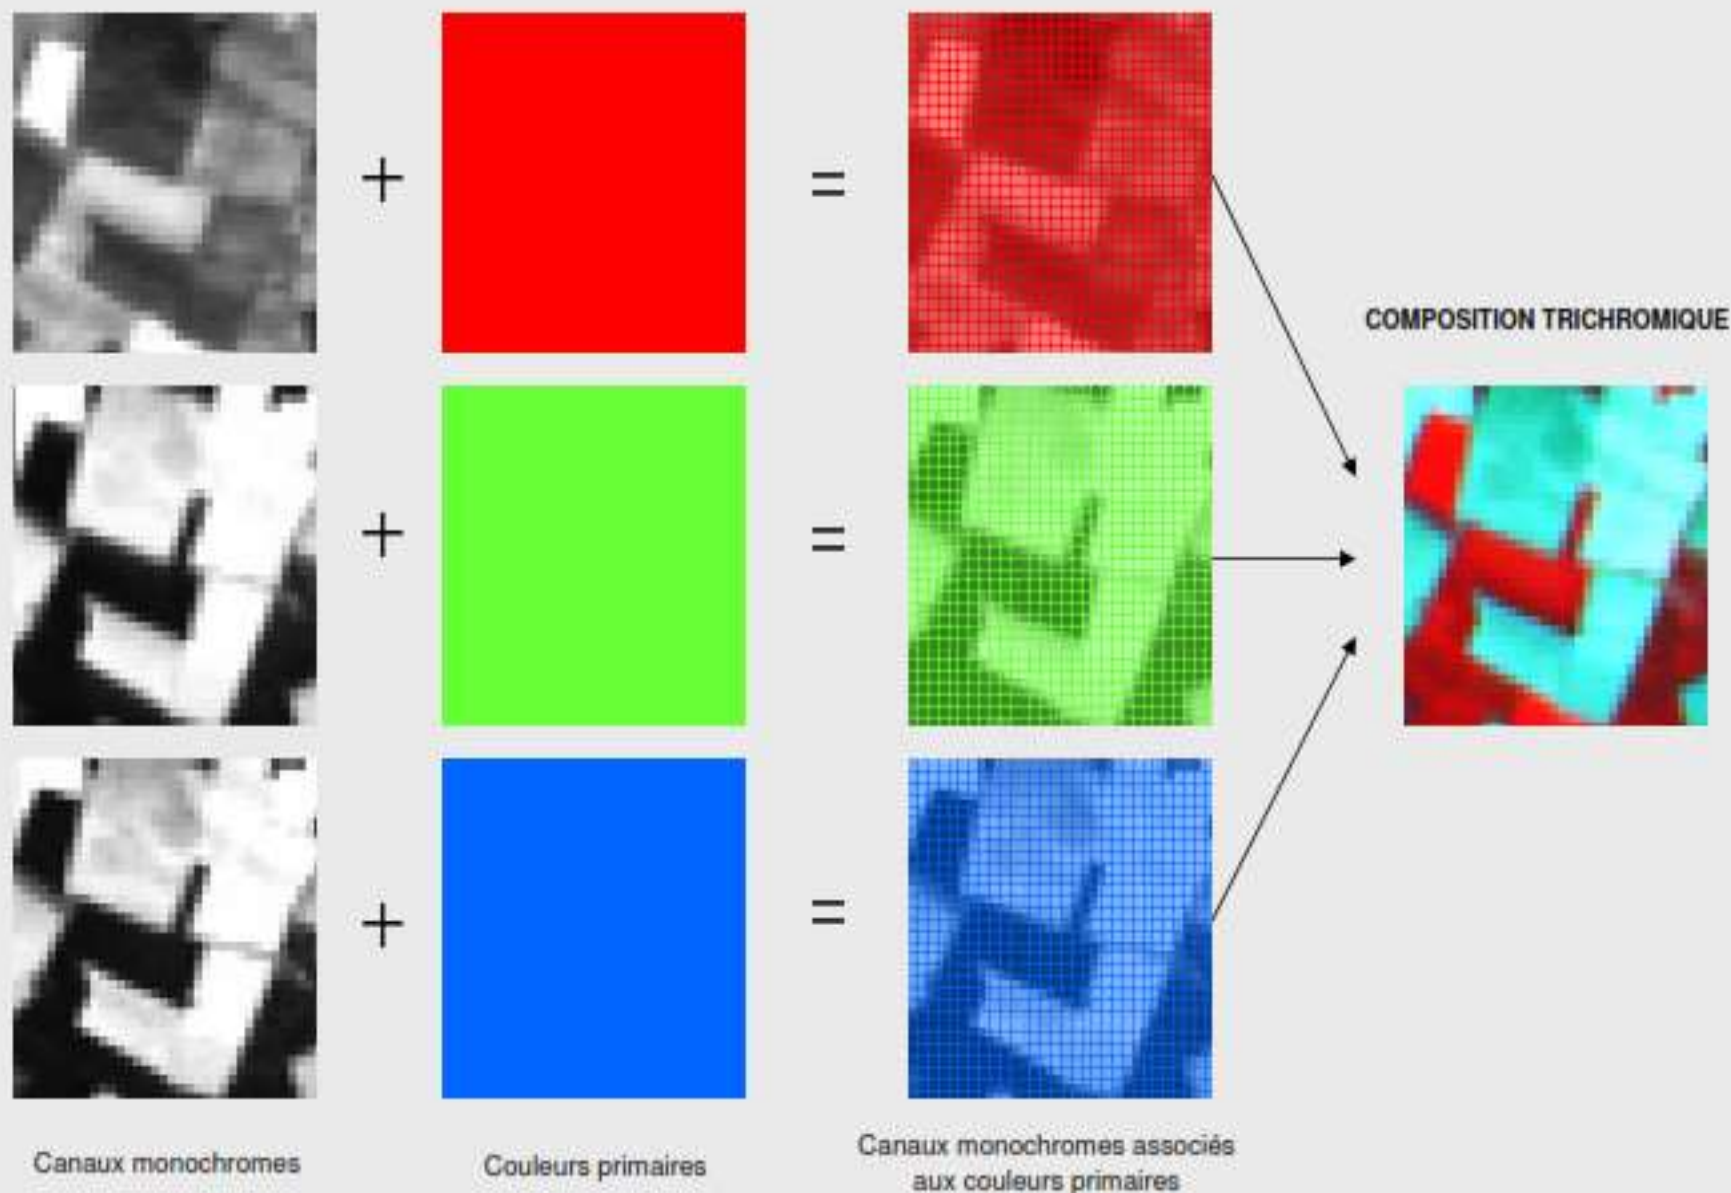 COMPOSITION TRICHROMIQUE
+ =
+ =
+ =
Canaux monochromes
Couleurs primaires
Canaux monochromes associés
aux couleurs primaires